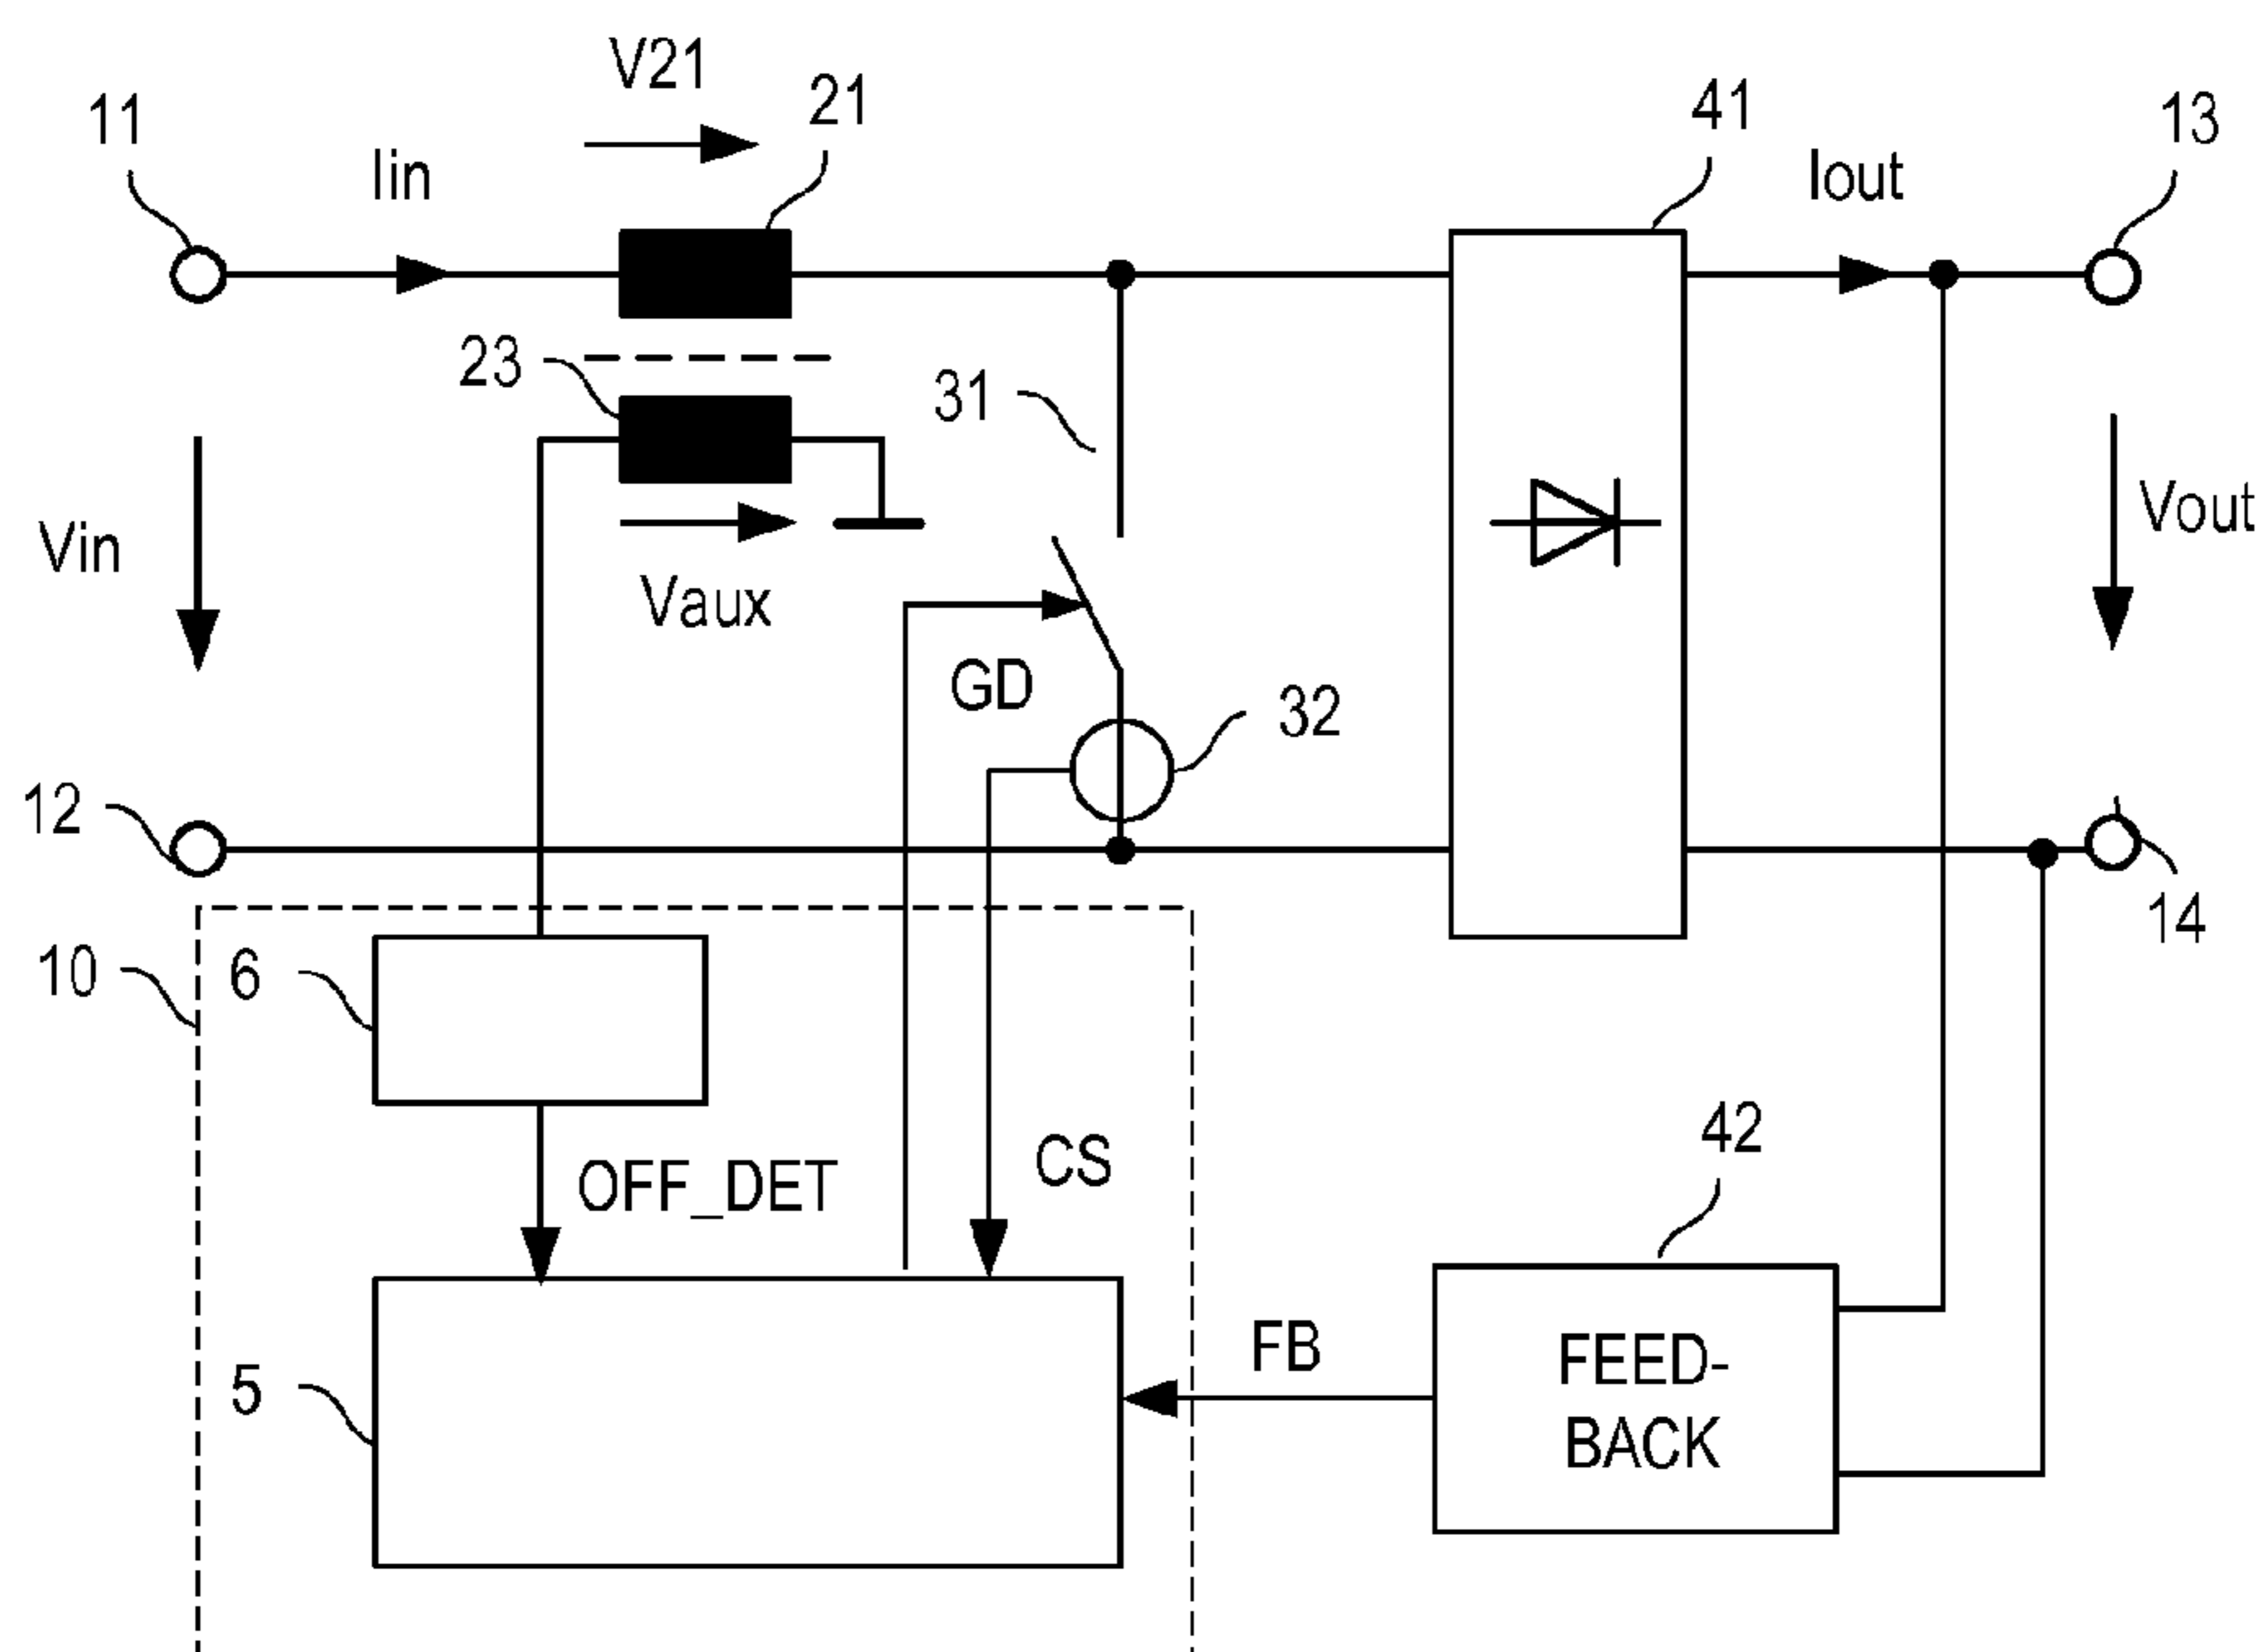 V21
21
41
13
11
Iin
Iout
23
31
Vin
Vaux
Vout
GD
32
12
14
10
6
OFF_DET
CS
42
5
FB
FEED-
BACK